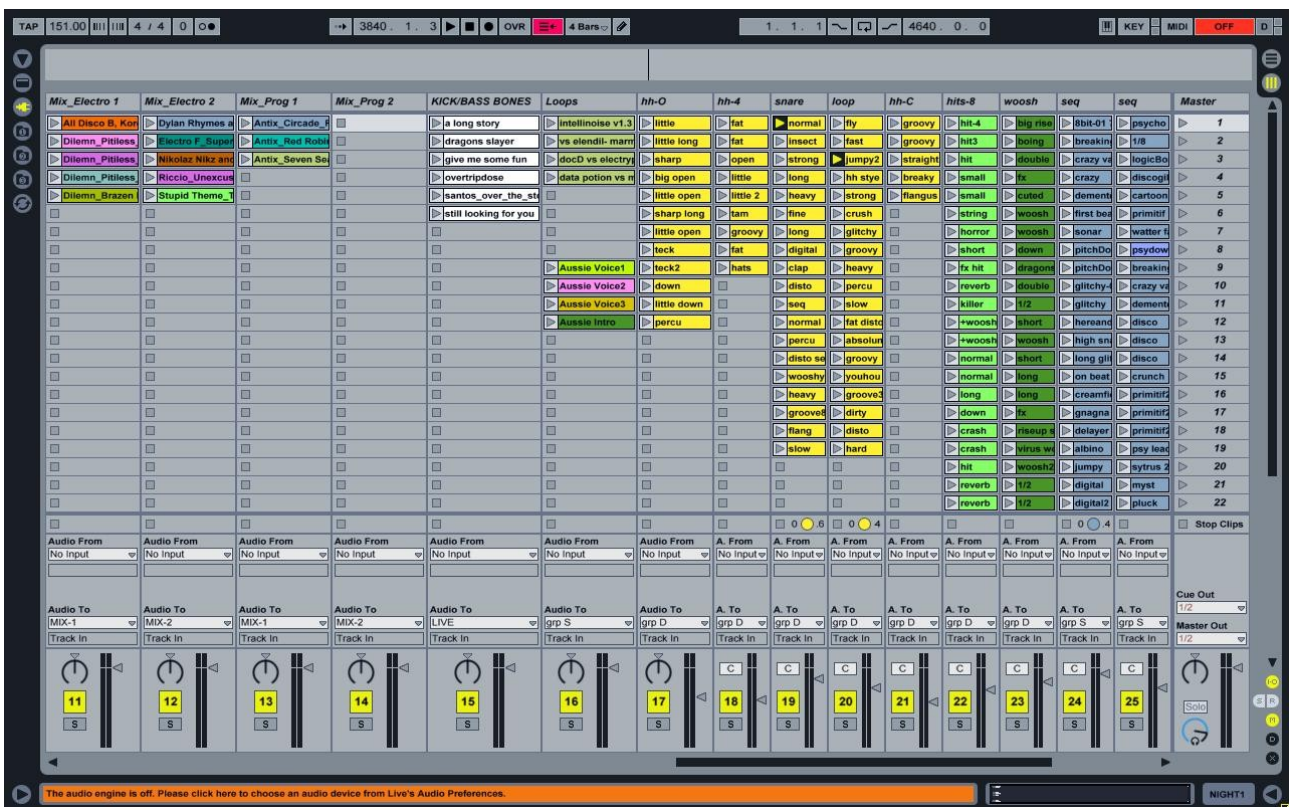 TAP 151.00 4 / 4 0 3840 . 1 . 3 OVR 4 Bars 1 . 1 . 1 4640 . 0 . 0 KEY MIDI OFF D
Mix_Electro 1 Mix_Electro 2 Mix_Prog 1 Mix_Prog 2 KICK/BASS BONES Loops hh-O hh-4 snare loop hh-C hits-8 woosh seq seq Master
All Disco B, Kor Dylan Rhymes a Antix_Circade_F a long story intellinoise v1.3 little fat normal fly groovy hit-4 big rise 8bit-01 psycho 1
Dilemn_Pitiless Electro F_Super Antix_Red Robi dragons slayer vs elendil- marm little long fat insect fast groovy hit3 boing breakin 1/8 2
Dilemn_Pitiless Nikolaz Nikz and Antix_Seven Sea give me some fun docD vs electry sharp open strong jumpy2 straight hit double crazy va logicBo 3
Dilemn_Pitiless Riccio_Unexcus overtripdose data potion vs m big open little long hh stye breaky small fx crazy discogil 4
Dilemn_Brazen Stupid Theme_T santos_over_the_ste little open little 2 heavy strong flangus small cuted demente cartoon 5
still looking for you sharp long tam fine crush string woosh first bea primitif 6
little open groovy long glitchy horror woosh sonar watter f 7
teck fat digital groovy short down pitchDo psydow 8
Aussie Voice1 teck2 hats clap heavy fx hit dragons pitchDo breakin 9
Aussie Voice2 down disto percu reverb double glitchy- crazy va 10
Aussie Voice3 little down seq slow killer 1/2 glitchy demente 11
Aussie Intro percu normal fat disto +woosh short hereand disco 12
percu absolun +woosh woosh high sna disco 13
disto se groovy normal short long glit disco 14
wooshy youhou normal long on beat crunch 15
heavy groove3 long long creamfi primitif2 16
groove8 dirty down fx gnagna primitif2 17
flang disto crash riseup s delayer primitif2 18
slow hard crash virus we albino psy lead 19
hit woosh2 jumpy sytrus 2 20
reverb 1/2 digital myst 21
reverb 1/2 digital2 pluck 22
0 .6 0 4 0 .4 Stop Clips
Audio From Audio From Audio From Audio From Audio From Audio From Audio From A. From A. From A. From A. From A. From A. From A. From A. From
No Input No Input No Input No Input No Input No Input No Input No Input No Input No Input No Input No Input No Input No Input No Input
Cue Out
Audio To Audio To Audio To Audio To Audio To Audio To Audio To A. To A. To A. To A. To A. To A. To A. To A. To 1/2
MIX-1 MIX-2 MIX-1 MIX-2 LIVE grp S grp D grp D grp D grp D grp D grp D grp D grp S grp S Master Out
Track In Track In Track In Track In Track In Track In Track In Track In Track In Track In Track In Track In Track In Track In Track In 1/2
C C C C C C C C
11 12 13 14 15 16 17 18 19 20 21 22 23 24 25 Solo
S S S S S S S S S S S S S S S
I-O
S R
M
D
X
The audio engine is off. Please click here to choose an audio device from Live's Audio Preferences. NIGHT1